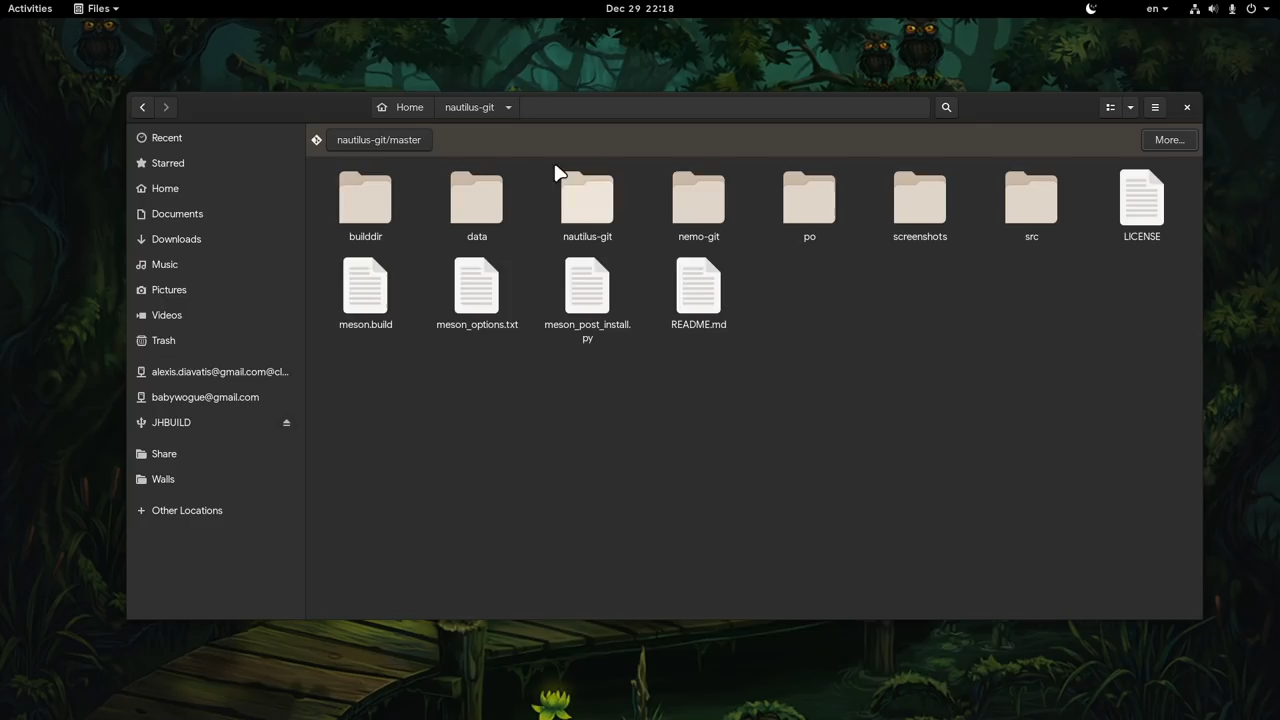 Activities Files Dec 29 22:18 en
Home nautilus-git
Recent
Starred
Home
Documents
Downloads
Music
Pictures
Videos
Trash
alexis.diavatis@gmail.com@cl...
babywogue@gmail.com
JHBUILD
Share
Walls
Other Locations
nautilus-git/master More...
builddir data nautilus-git nemo-git po screenshots src LICENSE
meson.build meson_options.txt meson_post_install. README.md
py